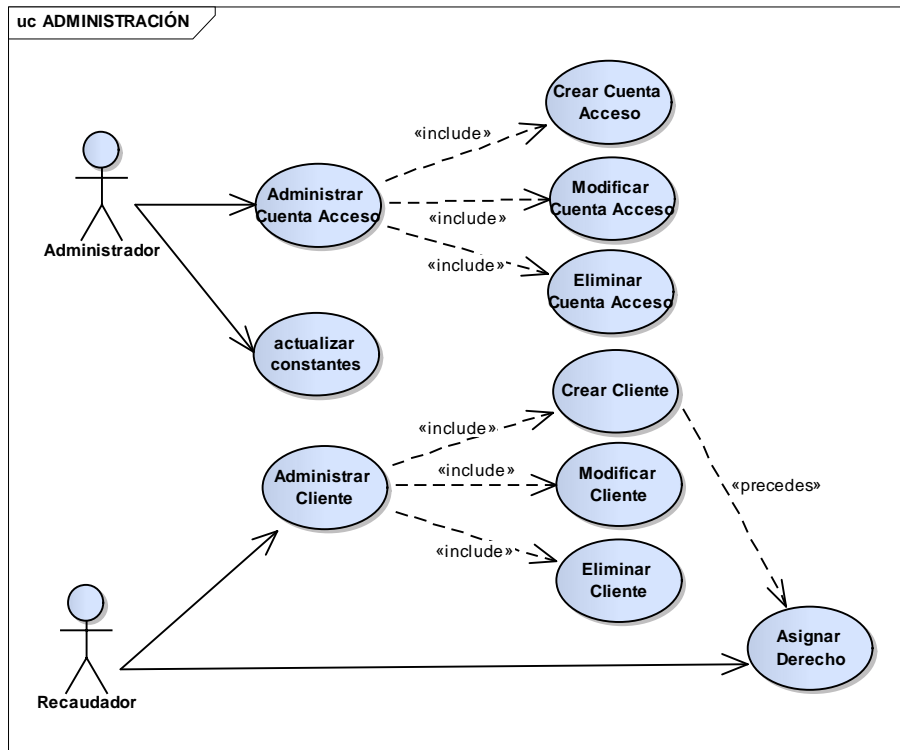 uc ADMINISTRACIÓN
Crear Cuenta
Acceso
«include»
Administrador
Administrar
Cuenta Acceso
«include»
Modificar
Cuenta Acceso
«include»
Eliminar
Cuenta Acceso
actualizar
constantes
Crear Cliente
«include»
Administrar
Cliente
«include»
Modificar
Cliente
«precedes»
«include»
Eliminar
Cliente
Recaudador
Asignar
Derecho